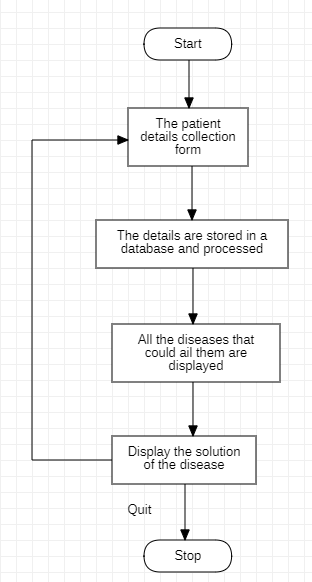 Start
The patient
details collection
form
The details are stored in a
database and processed
All the diseases that
could ail them are
displayed
Display the solution
of the disease
Quit
Stop